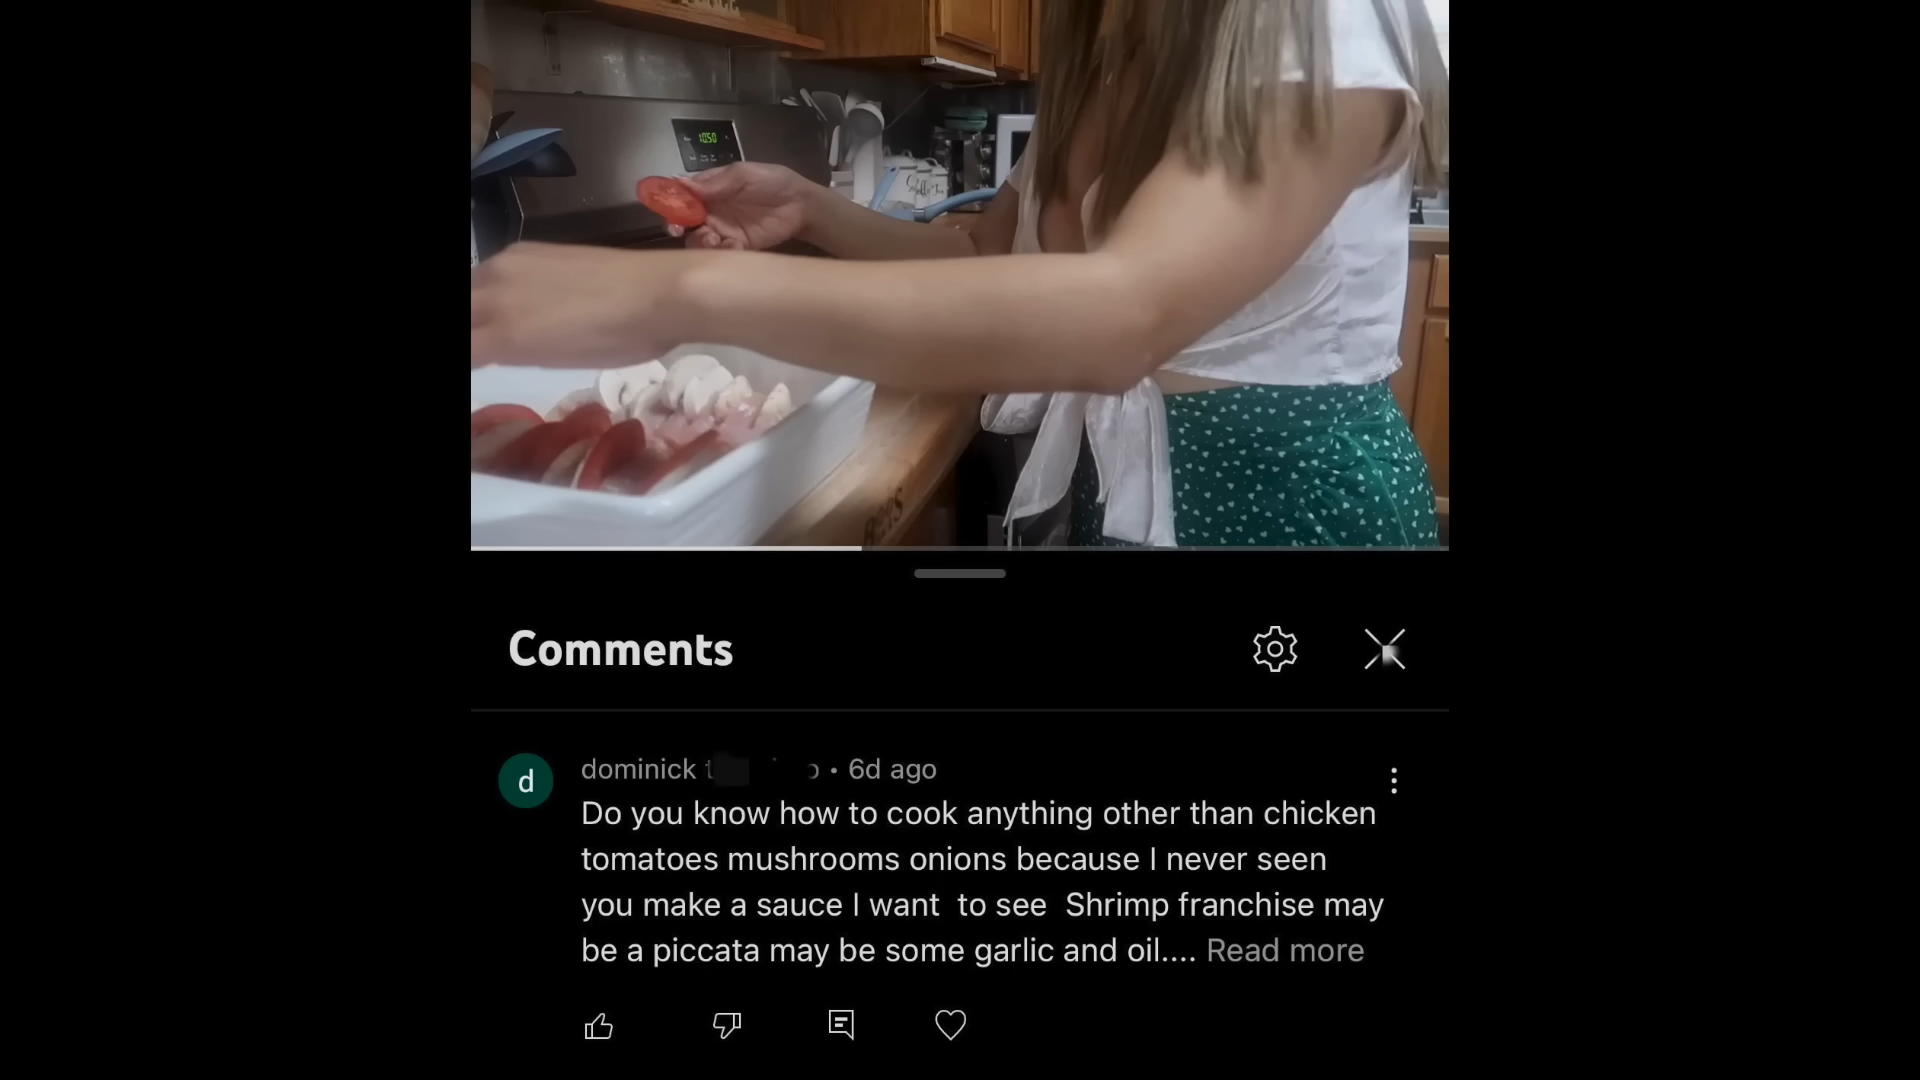 10:50
Comments
dominick • 6d ago
Do you know how to cook anything other than chicken
tomatoes mushrooms onions because I never seen
you make a sauce I want  to see  Shrimp franchise may
be a piccata may be some garlic and oil.... Read more